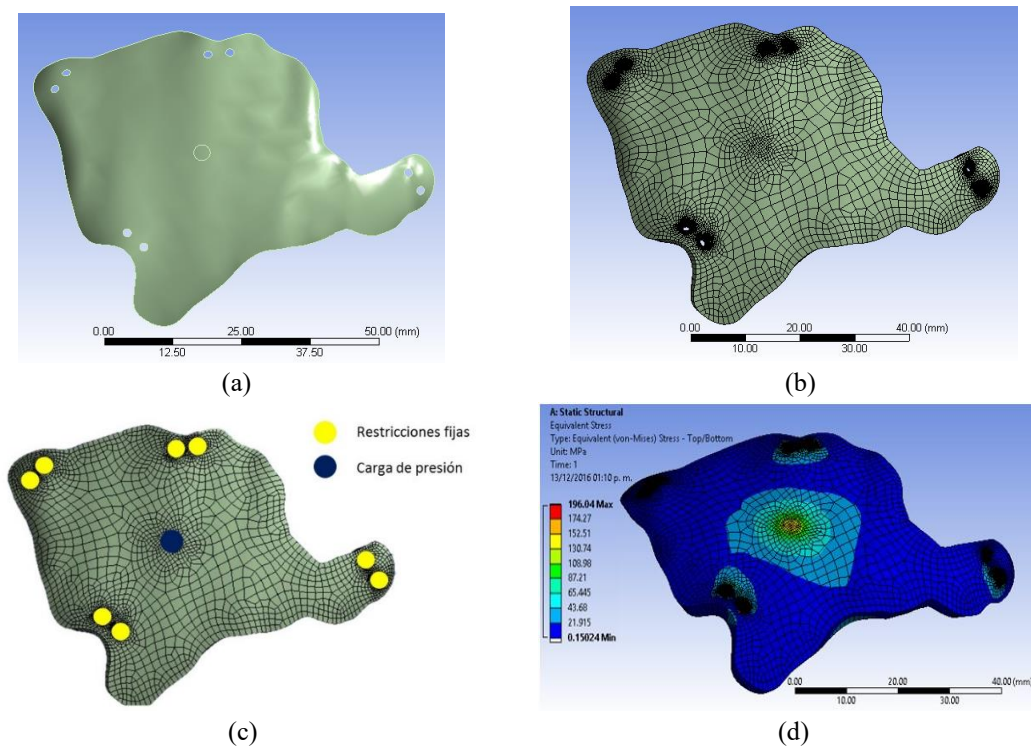 0.00 25.00 50.00 (mm)
12.50 37.50
(a)
0.00 20.00 40.00 (mm)
10.00 30.00
(b)
Restricciones fijas
Carga de presión
(c)
A: Static Structural
Equivalent Stress
Type: Equivalent (von-Mises) Stress - Top/Bottom
Unit: MPa
Time: 1
13/12/2016 01:10 p. m.
196.04 Max
174.27
152.51
130.74
108.98
87.21
65.445
43.68
21.915
0.15024 Min
0.00 20.00 40.00 (mm)
10.00 30.00
(d)